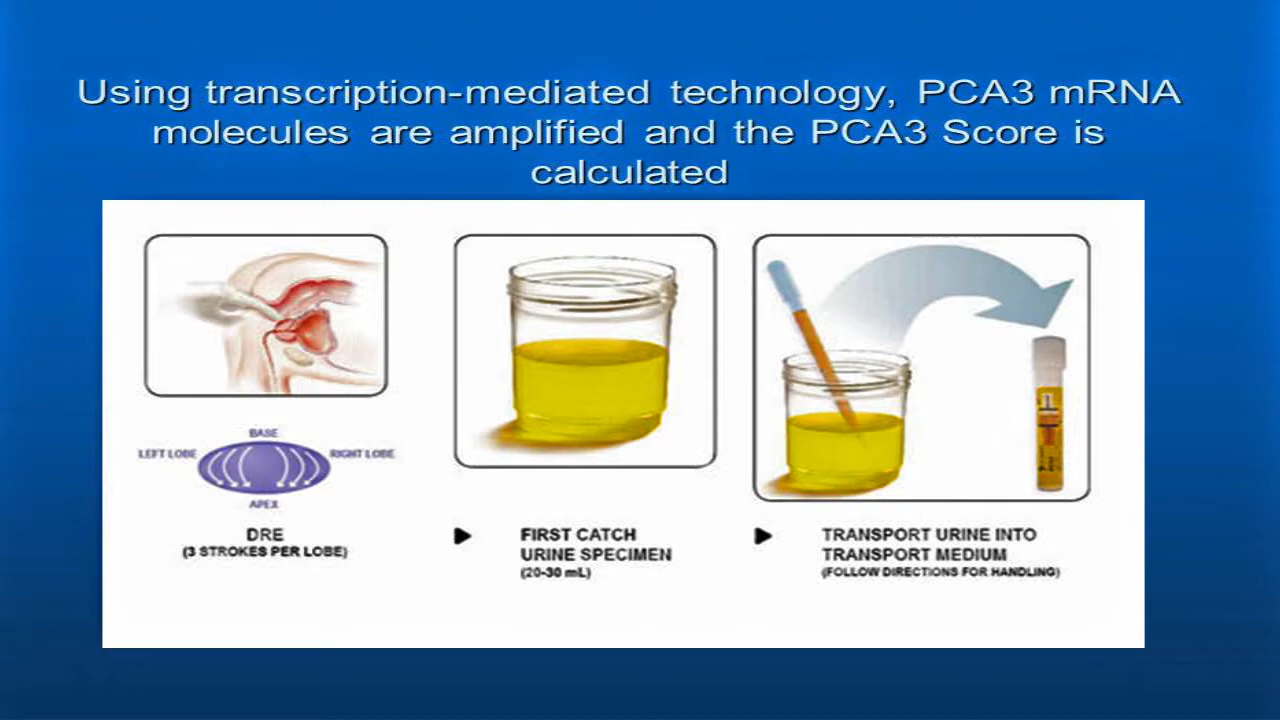 Using transcription-mediated technology, PCA3 mRNA
molecules are amplified and the PCA3 Score is
calculated
BASE
LEFT LOBE
RIGHT LOBE
APEX
DRE
(3 STROKES PER LOBE)
FIRST CATCH
URINE SPECIMEN
(20-30 mL)
TRANSPORT URINE INTO
TRANSPORT MEDIUM
(FOLLOW DIRECTIONS FOR HANDLING)